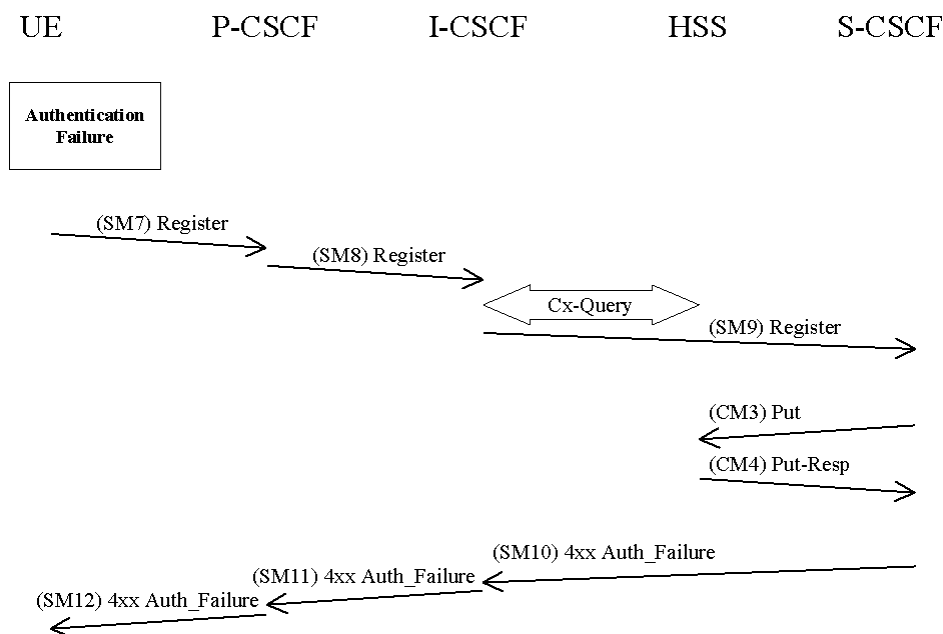 UE P-CSCF I-CSCF HSS S-CSCF
Authentication
Failure
(SM7) Register
(SM8) Register
Cx-Query
(SM9) Register
(CM3) Put
(CM4) Put-Resp
(SM10) 4xx Auth_Failure
(SM11) 4xx Auth_Failure
(SM12) 4xx Auth_Failure